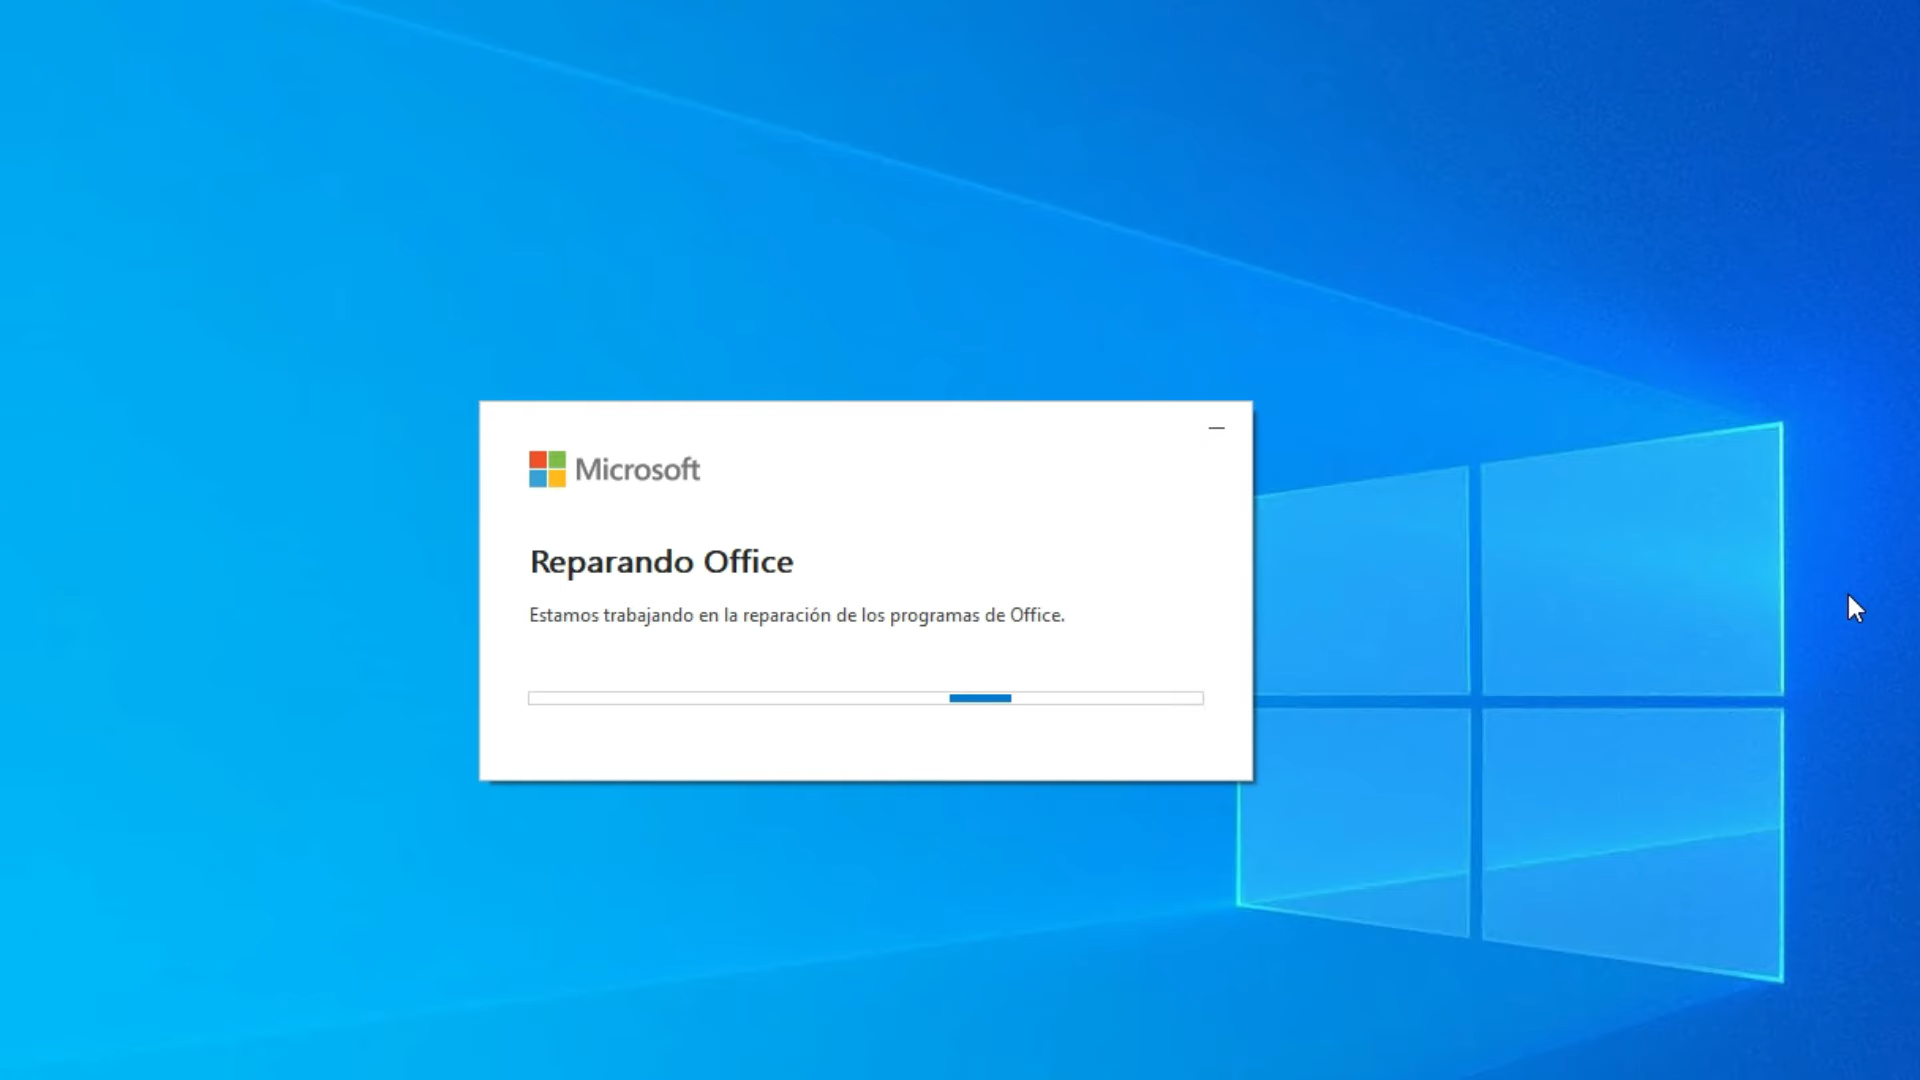 Microsoft
Reparando Office
Estamos trabajando en la reparación de los programas de Office.